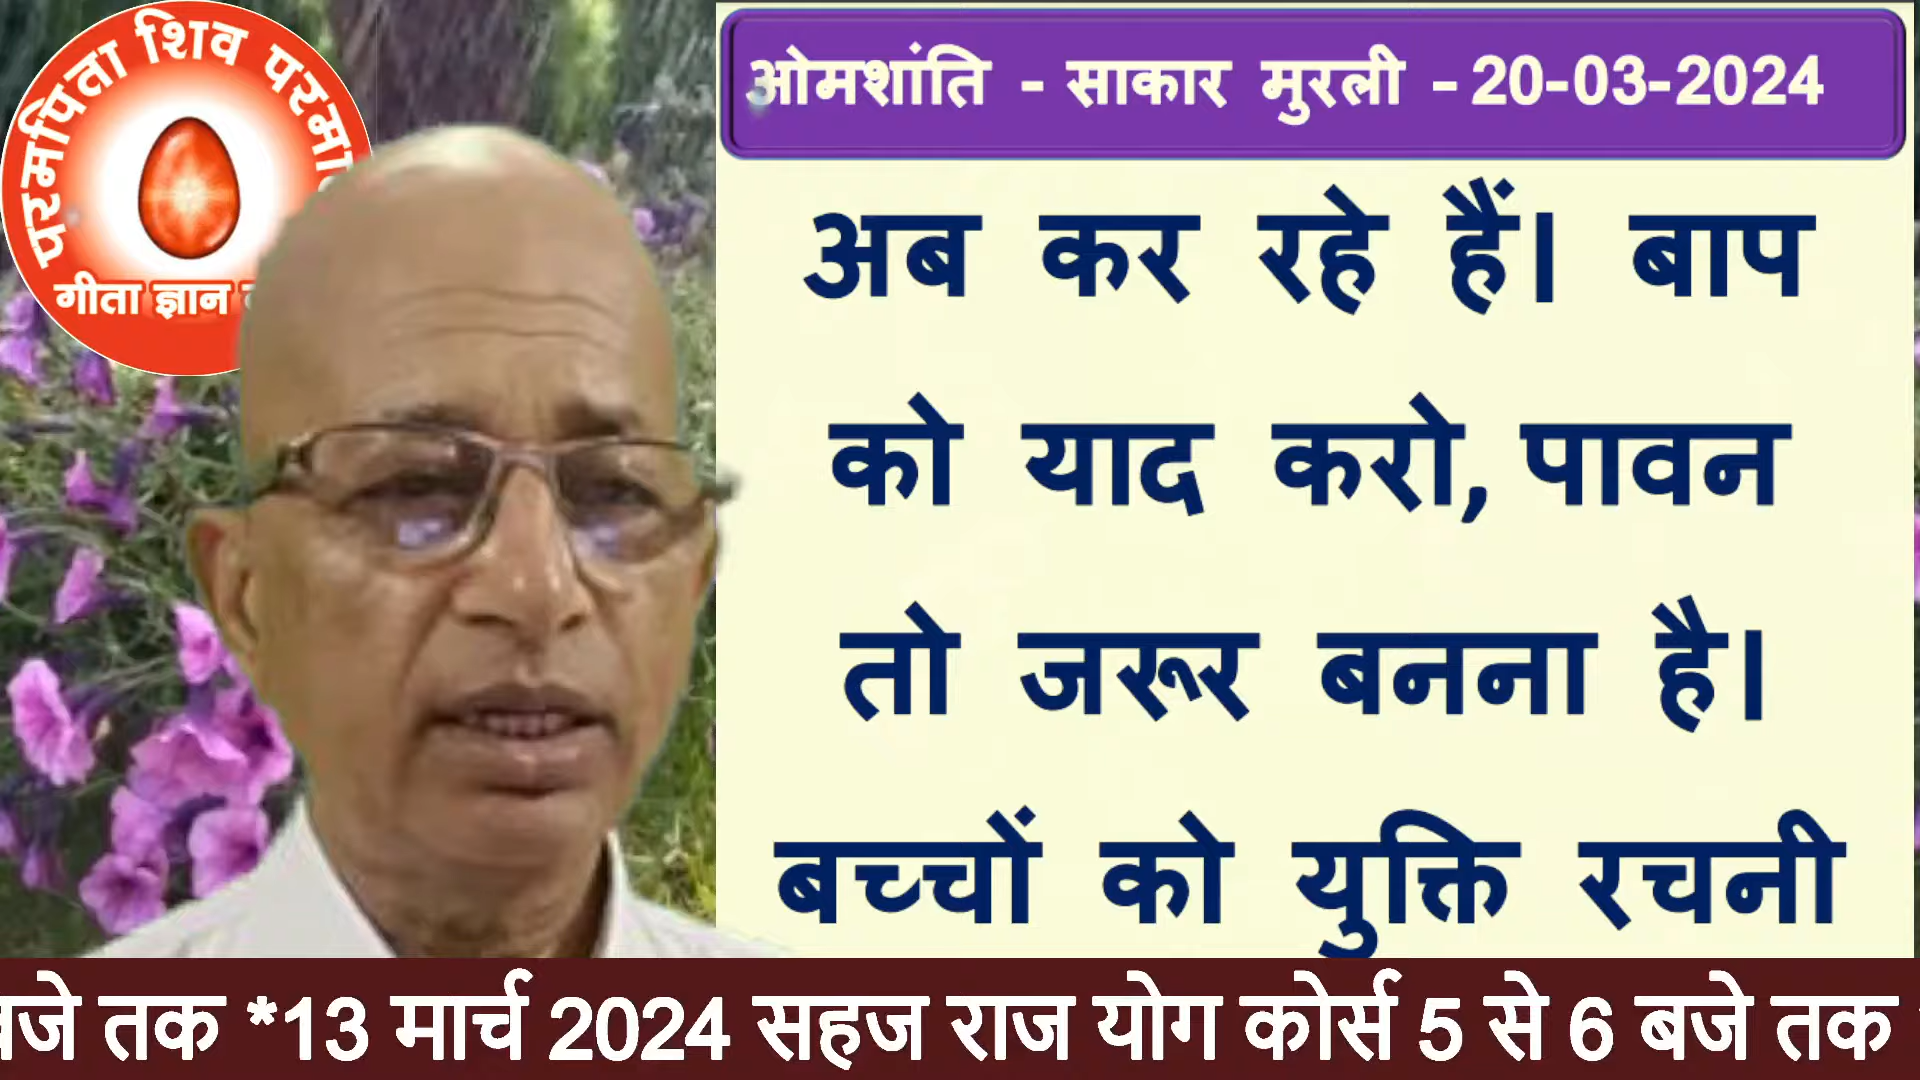 परमपिता शिव
गीता ज्ञान
ओमशांति - साकार मुरली - 20-03-2024
अब कर रहे हैं। बाप
को याद करो, पावन
तो जरूर बनना है।
बच्चों को युक्ति रचनी
तक *13 मार्च 2024 सहज राज योग कोर्स 5 से 6 बजे तक